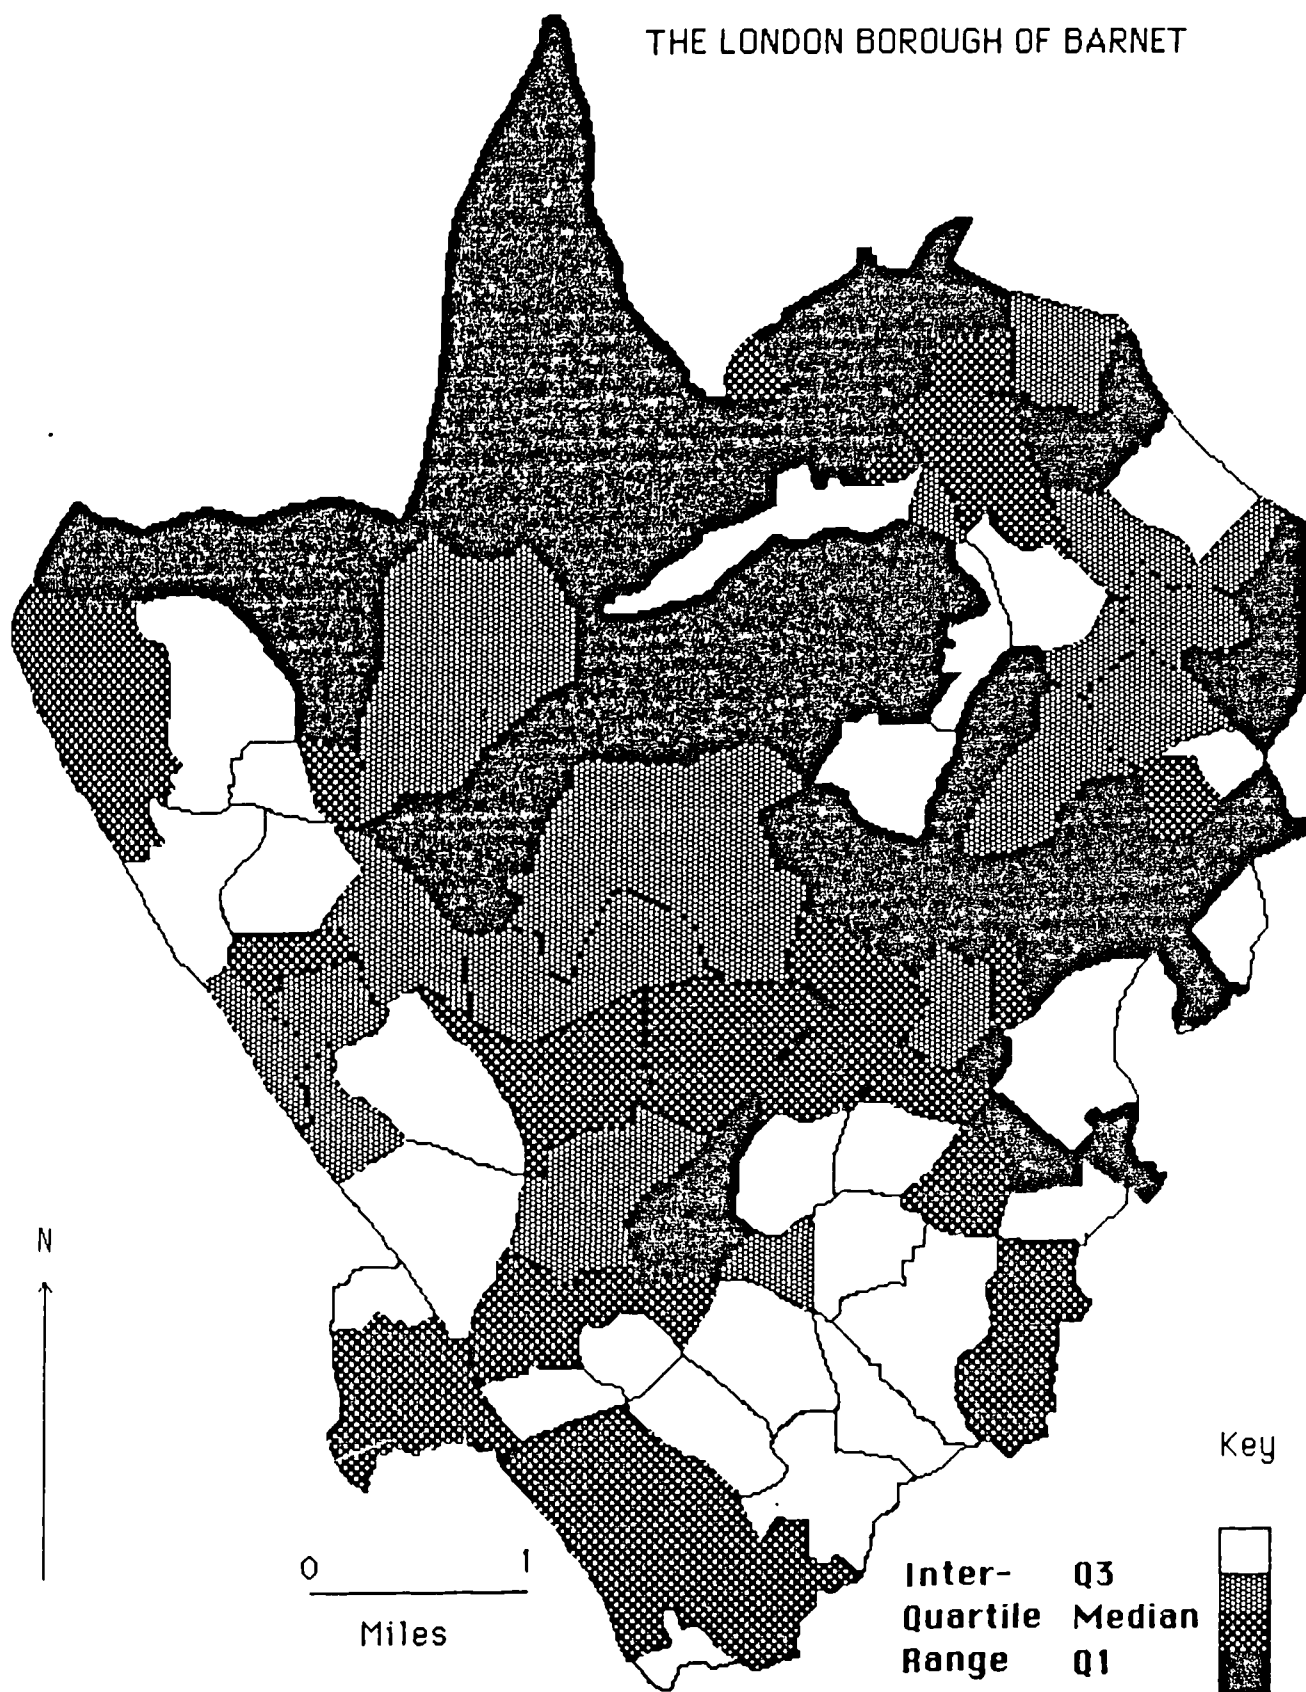 THE LONDON BOROUGH OF BARNET
N
0 1
Miles
Key
Inter- Q3
Quartile Median
Range Q1